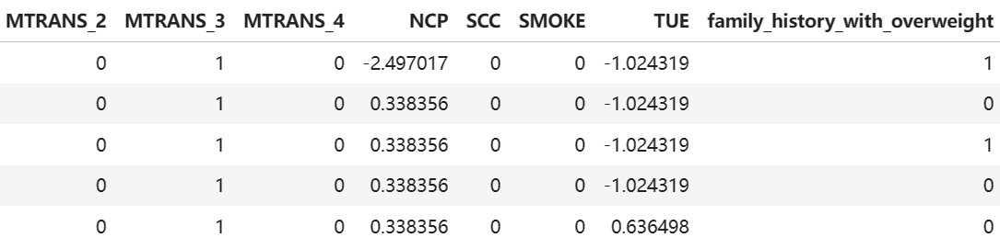 MTRANS_2 MTRANS_3 MTRANS_4 NCP SCC SMOKE TUE family_history_with_overweight
0 1 0 -2.497017 0 0 -1.024319 1
0 1 0 0.338356 0 0 -1.024319 0
0 1 0 0.338356 0 0 -1.024319 1
0 1 0 0.338356 0 0 -1.024319 0
0 1 0 0.338356 0 0 0.636498 0